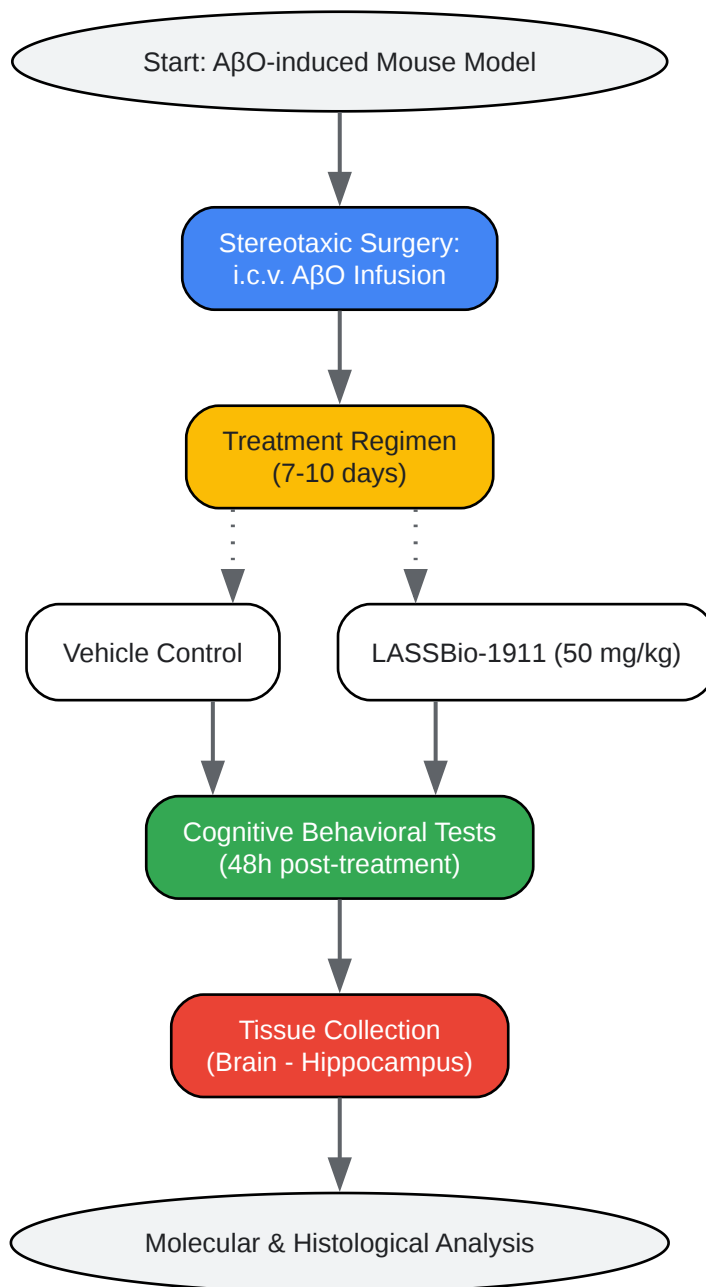 Start: AβO-induced Mouse Model
Stereotaxic Surgery:
i.c.v. AβO Infusion
Treatment Regimen
(7-10 days)
Vehicle Control
LASSBio-1911 (50 mg/kg)
Cognitive Behavioral Tests
(48h post-treatment)
Tissue Collection
(Brain - Hippocampus)
Molecular & Histological Analysis